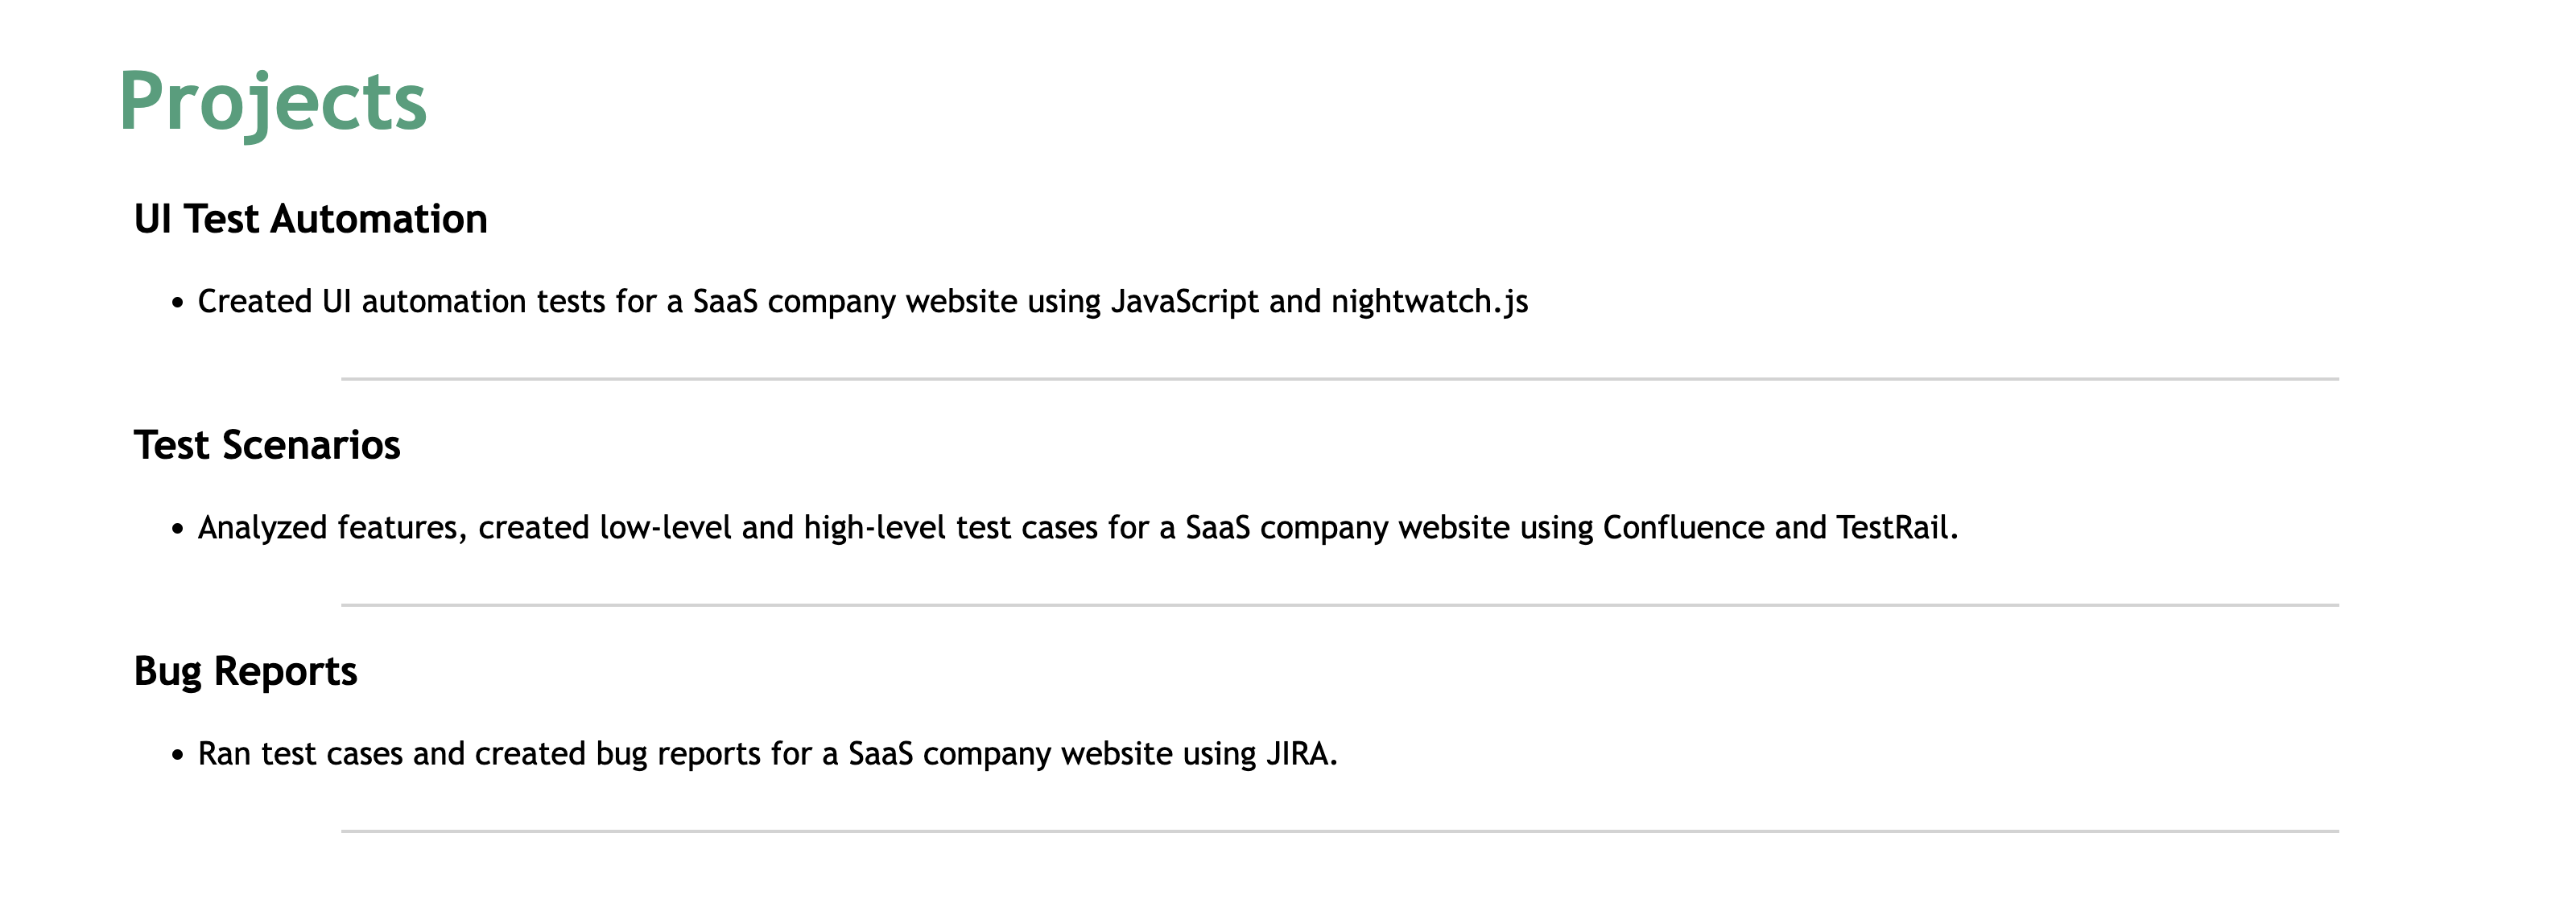 Projects
UI Test Automation
• Created UI automation tests for a SaaS company website using JavaScript and nightwatch.js
Test Scenarios
• Analyzed features, created low-level and high-level test cases for a SaaS company website using Confluence and TestRail.
Bug Reports
• Ran test cases and created bug reports for a SaaS company website using JIRA.